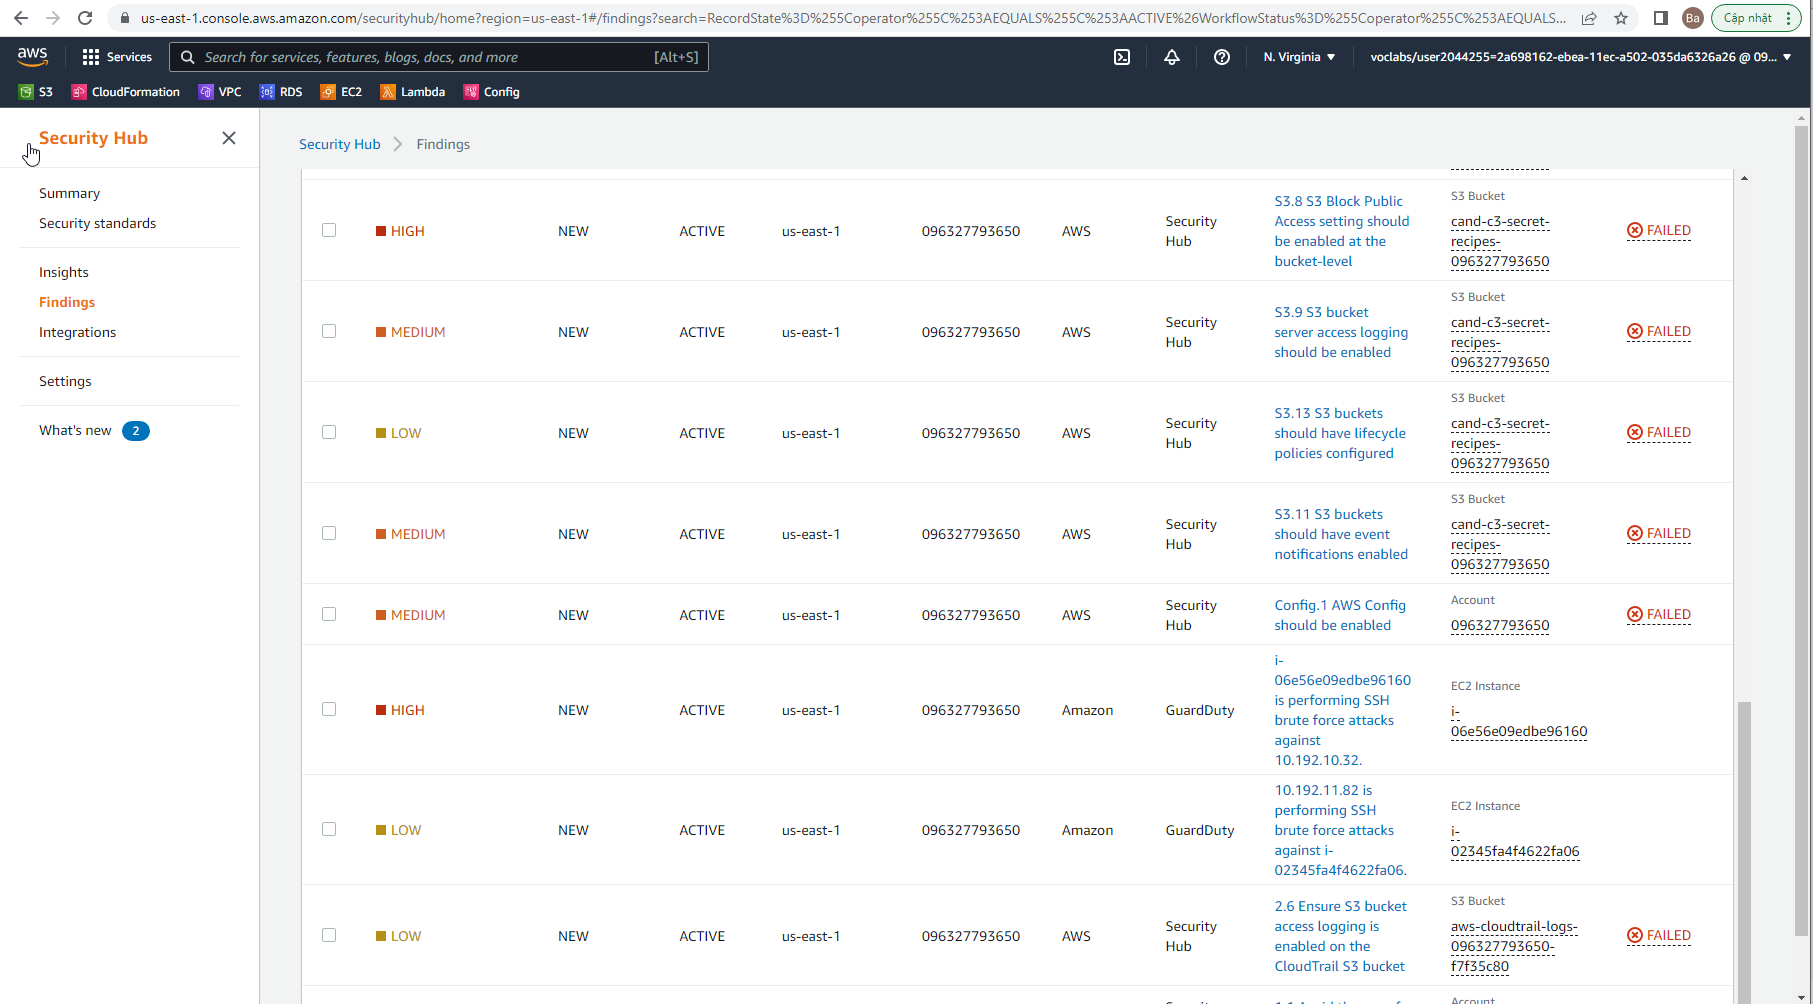 us-east-1.console.aws.amazon.com/securityhub/home?region=us-east-1#/findings?search=RecordState%3D%255Coperator%255C%253AEQUALS%255C%253AACTIVE%26WorkflowStatus%3D%255Coperator%255C%253AEQUALS...
Ba
Cập nhật
aws
Services
Search for services, features, blogs, docs, and more
[Alt+S]
N. Virginia
voclabs/user2044255=2a698162-ebea-11ec-a502-035da6326a26 @ 09...
S3
CloudFormation
VPC
RDS
EC2
Lambda
Config
Security Hub
Summary
Security standards
Insights
Findings
Integrations
Settings
What's new 2
Security Hub > Findings
HIGH
NEW
ACTIVE
us-east-1
096327793650
AWS
Security
Hub
S3.8 S3 Block Public
Access setting should
be enabled at the
bucket-level
S3 Bucket
cand-c3-secret-
recipes-
096327793650
FAILED
MEDIUM
NEW
ACTIVE
us-east-1
096327793650
AWS
Security
Hub
S3.9 S3 bucket
server access logging
should be enabled
S3 Bucket
cand-c3-secret-
recipes-
096327793650
FAILED
LOW
NEW
ACTIVE
us-east-1
096327793650
AWS
Security
Hub
S3.13 S3 buckets
should have lifecycle
policies configured
S3 Bucket
cand-c3-secret-
recipes-
096327793650
FAILED
MEDIUM
NEW
ACTIVE
us-east-1
096327793650
AWS
Security
Hub
S3.11 S3 buckets
should have event
notifications enabled
S3 Bucket
cand-c3-secret-
recipes-
096327793650
FAILED
MEDIUM
NEW
ACTIVE
us-east-1
096327793650
AWS
Security
Hub
Config.1 AWS Config
should be enabled
Account
096327793650
FAILED
HIGH
NEW
ACTIVE
us-east-1
096327793650
Amazon
GuardDuty
i-
06e56e09edbe96160
is performing SSH
brute force attacks
against
10.192.10.32.
EC2 Instance
i-
06e56e09edbe96160
LOW
NEW
ACTIVE
us-east-1
096327793650
Amazon
GuardDuty
10.192.11.82 is
performing SSH
brute force attacks
against i-
02345fa4f4622fa06.
EC2 Instance
i-
02345fa4f4622fa06
LOW
NEW
ACTIVE
us-east-1
096327793650
AWS
Security
Hub
2.6 Ensure S3 bucket
access logging is
enabled on the
CloudTrail S3 bucket
S3 Bucket
aws-cloudtrail-logs-
096327793650-
f7f35c80
FAILED
Account